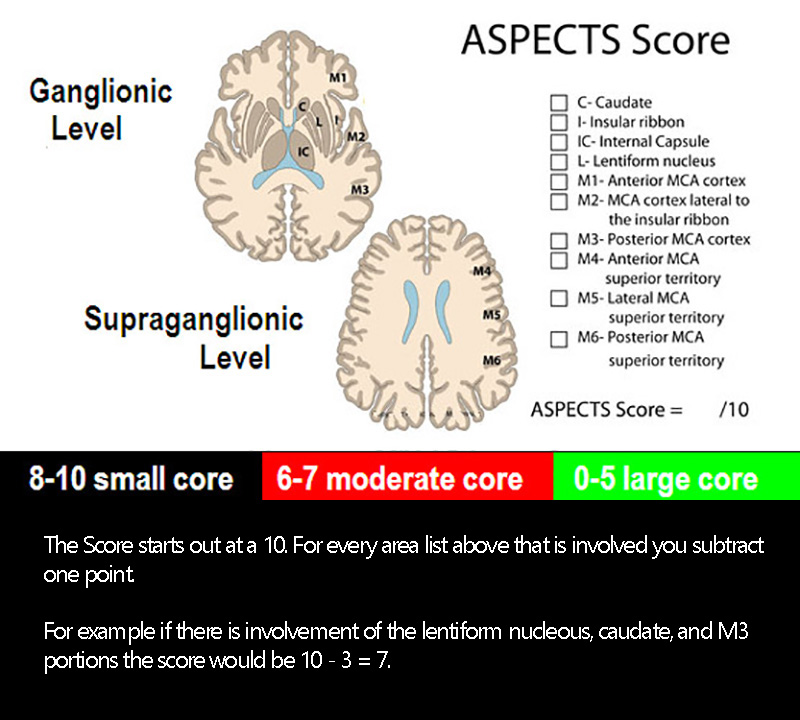 ASPECTS Score
Ganglionic
Level
M1
C
L
I
M2
IC
M3
C- Caudate
I- Insular ribbon
IC- Internal Capsule
L- Lentiform nucleus
M1- Anterior MCA cortex
M2- MCA cortex lateral to
the insular ribbon
M3- Posterior MCA cortex
M4- Anterior MCA
superior territory
M5- Lateral MCA
superior territory
M6- Posterior MCA
superior territory
Supraganglionic
Level
M4
M5
M6
ASPECTS Score = /10
8-10 small core
6-7 moderate core
0-5 large core
The Score starts out at a 10. For every area list above that is involved you subtract
one point.
For example if there is involvement of the lentiform nucleous, caudate, and M3
portions the score would be 10 - 3 = 7.